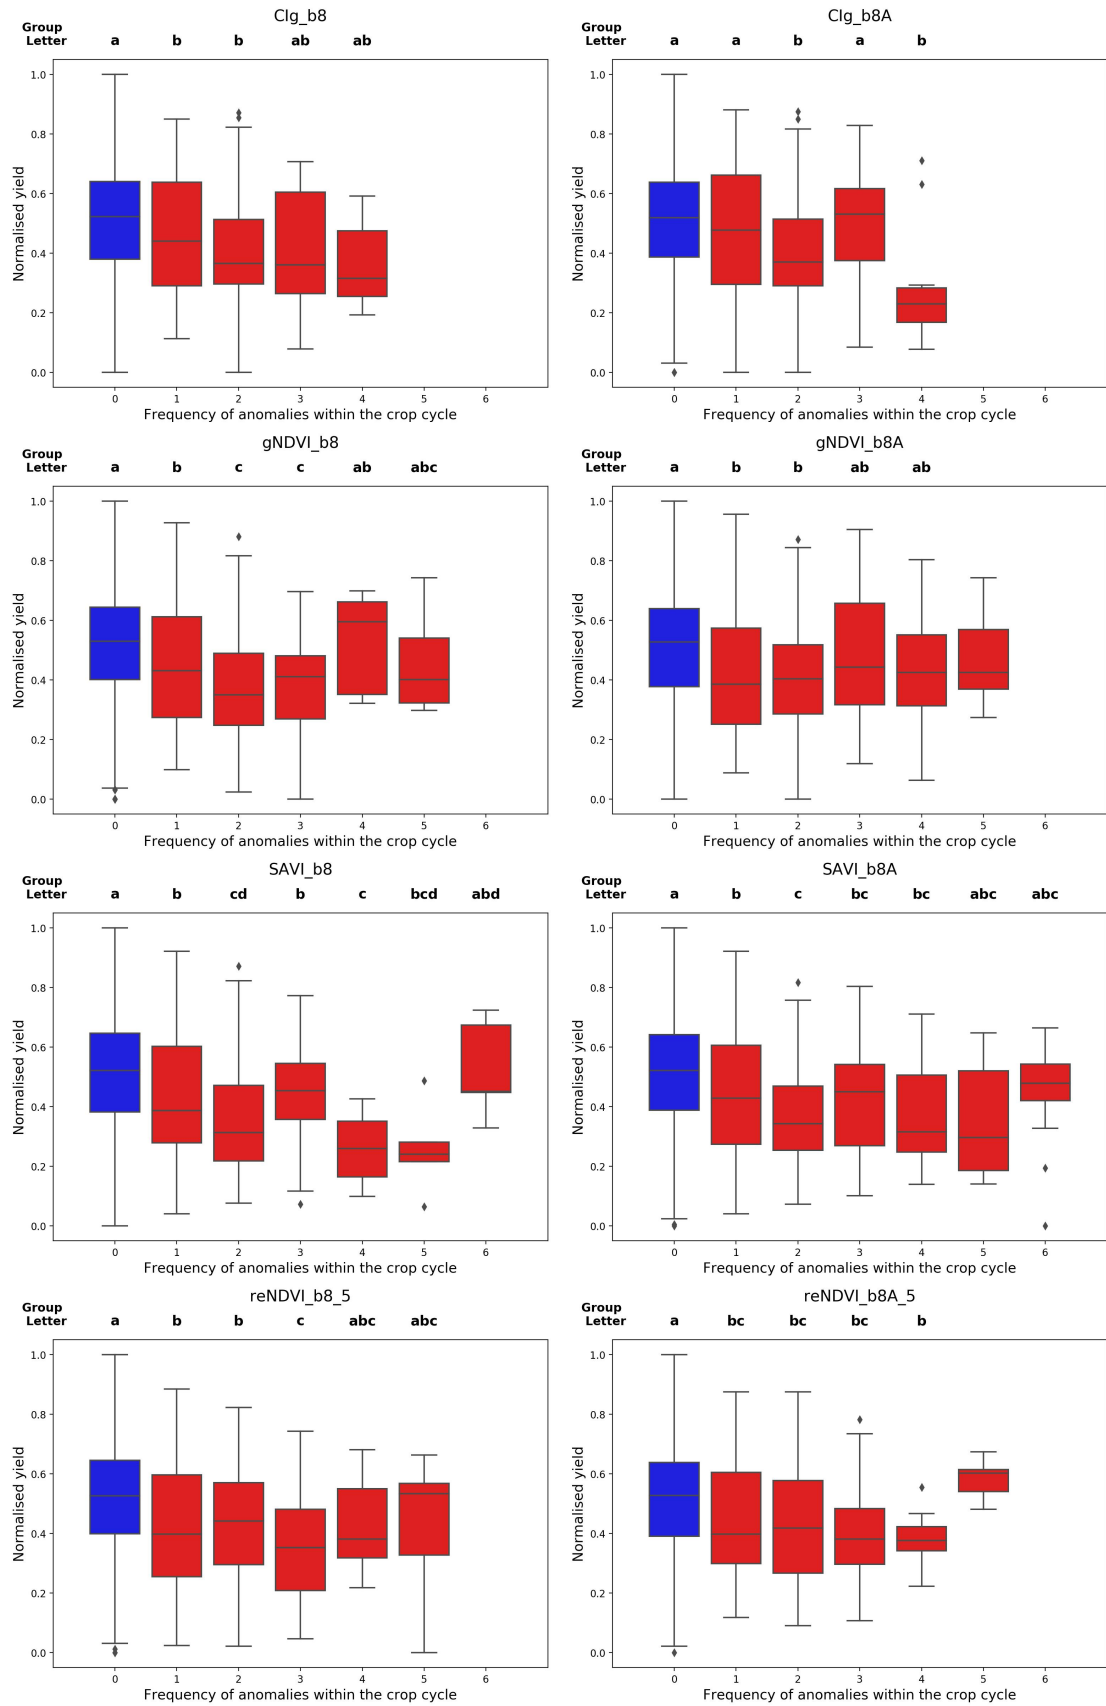 CIg_b8
Group
Letter a b b ab ab
1.0
0.8
0.6
0.4
0.2
0.0
Normalised yield
0 1 2 3 4 5 6
Frequency of anomalies within the crop cycle
CIg_b8A
Group
Letter a a b a b
1.0
0.8
0.6
0.4
0.2
0.0
Normalised yield
0 1 2 3 4 5 6
Frequency of anomalies within the crop cycle
gNDVI_b8
Group
Letter a b c c ab abc
1.0
0.8
0.6
0.4
0.2
0.0
Normalised yield
0 1 2 3 4 5 6
Frequency of anomalies within the crop cycle
gNDVI_b8A
Group
Letter a b b ab ab
1.0
0.8
0.6
0.4
0.2
0.0
Normalised yield
0 1 2 3 4 5 6
Frequency of anomalies within the crop cycle
SAVI_b8
Group
Letter a b cd b c bcd abd
1.0
0.8
0.6
0.4
0.2
0.0
Normalised yield
0 1 2 3 4 5 6
Frequency of anomalies within the crop cycle
SAVI_b8A
Group
Letter a b c bc bc abc abc
1.0
0.8
0.6
0.4
0.2
0.0
Normalised yield
0 1 2 3 4 5 6
Frequency of anomalies within the crop cycle
reNDVI_b8_5
Group
Letter a b b c abc abc
1.0
0.8
0.6
0.4
0.2
0.0
Normalised yield
0 1 2 3 4 5 6
Frequency of anomalies within the crop cycle
reNDVI_b8A_5
Group
Letter a bc bc bc b
1.0
0.8
0.6
0.4
0.2
0.0
Normalised yield
0 1 2 3 4 5 6
Frequency of anomalies within the crop cycle